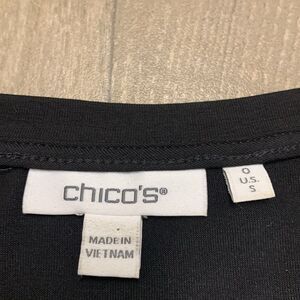 chico's®
MADE IN
VIETNAM
0
U.S.
S